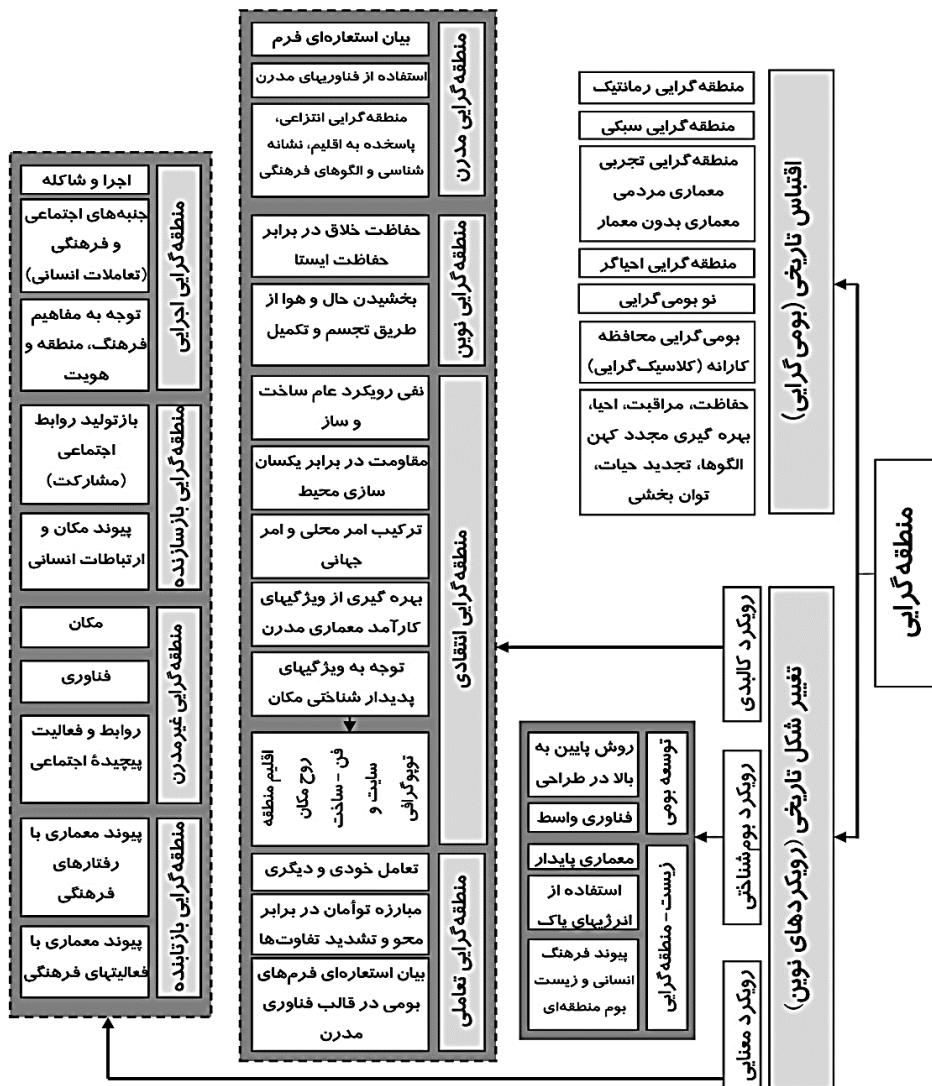 منطقه‌گرایی
اقتباس تاریخی (بومی‌گرایی)
منطقه‌گرایی رمانتیک
منطقه‌گرایی سبکی
منطقه‌گرایی تجربی
معماری مردمی
معماری بدون معمار
منطقه‌گرایی احیاگر
نو بومی‌گرایی
بومی‌گرایی محافظه
کارانه (کلاسیک‌گرایی)
حفاظت، مراقبت، احیا،
بهره گیری مجدد کهن
الگوها، تجدید حیات،
توان بخشی
تغییر شکل تاریخی (رویکردهای نوین)
رویکرد کالبدی
منطقه‌گرایی مدرن
بیان استعاره‌ای فرم
استفاده از فناوریهای مدرن
منطقه‌گرایی انتزاعی،
پاسخده به اقلیم، نشانه
شناسی و الگوهای فرهنگی
منطقه‌گرایی نوین
حفاظت خلاق در برابر
حفاظت ایستا
بخشیدن حال و هوا از
طریق تجسم و تکمیل
منطقه‌گرایی انتقادی
نفی رویکرد عام ساخت
و ساز
مقاومت در برابر یکسان
سازی محیط
ترکیب امر محلی و امر
جهانی
بهره گیری از ویژگیهای
کارآمد معماری مدرن
توجه به ویژگیهای
پدیدار شناختی مکان
اقلیم منطقه
روح مکان
فن - ساخت
سایت و
توپوگرافی
منطقه‌گرایی تعاملی
تعامل خودی و دیگری
مبارزه توأمان در برابر
محو و تشدید تفاوت‌ها
بیان استعاره‌ای فرم‌های
بومی در قالب فناوری
مدرن
رویکرد بوم‌شناختی
توسعه بومی
روش پایین به
بالا در طراحی
فناوری واسط
زیست-منطقه‌گرایی
معماری پایدار
استفاده از
انرژیهای پاک
پیوند فرهنگ
انسانی و زیست
بوم منطقه‌ای
رویکرد معنایی
منطقه‌گرایی اجرایی
اجرا و شاکله
جنبه‌های اجتماعی
و فرهنگی
(تعاملات انسانی)
توجه به مفاهیم
فرهنگ، منطقه و
هویت
منطقه‌گرایی بازسازنده
بازتولید روابط
اجتماعی
(مشارکت)
پیوند مکان و
ارتباطات انسانی
منطقه‌گرایی غیرمدرن
مکان
فناوری
روابط و فعالیت
پیچیدهٔ اجتماعی
منطقه‌گرایی بازتابنده
پیوند معماری با
رفتارهای
فرهنگی
پیوند معماری با
فعالیتهای فرهنگی